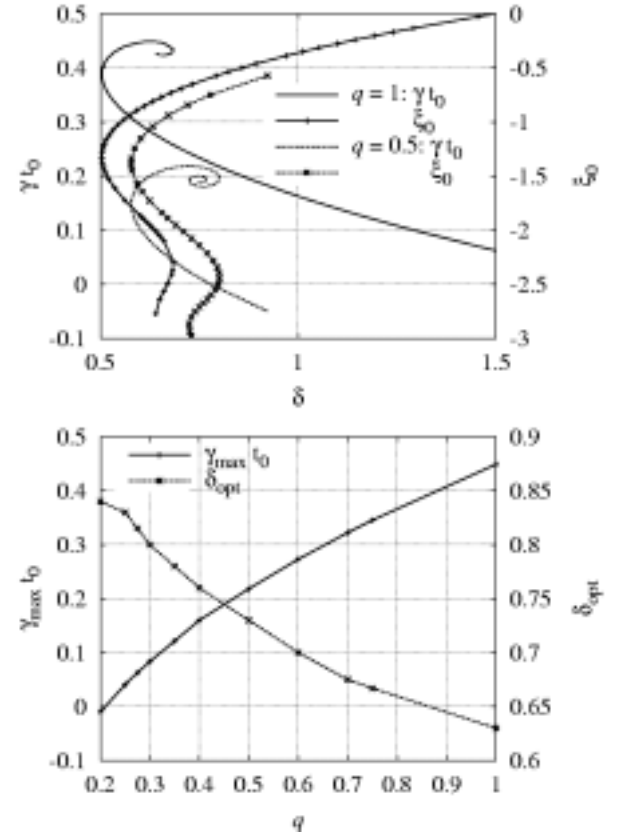 0.5 0
0.4 -0.5
0.3 -1
0.2 -1.5
0.1 -2
0 -2.5
-0.1 -3
γ t₀
ξ₀
q = 1: γ t₀
ξ₀
q = 0.5: γ t₀
ξ₀
0.5 1 1.5
δ
0.5 0.9
0.4 0.85
0.3 0.8
0.2 0.75
0.1 0.7
0 0.65
-0.1 0.6
γmax t₀
δopt
γmax t₀
δopt
0.2 0.3 0.4 0.5 0.6 0.7 0.8 0.9 1
q